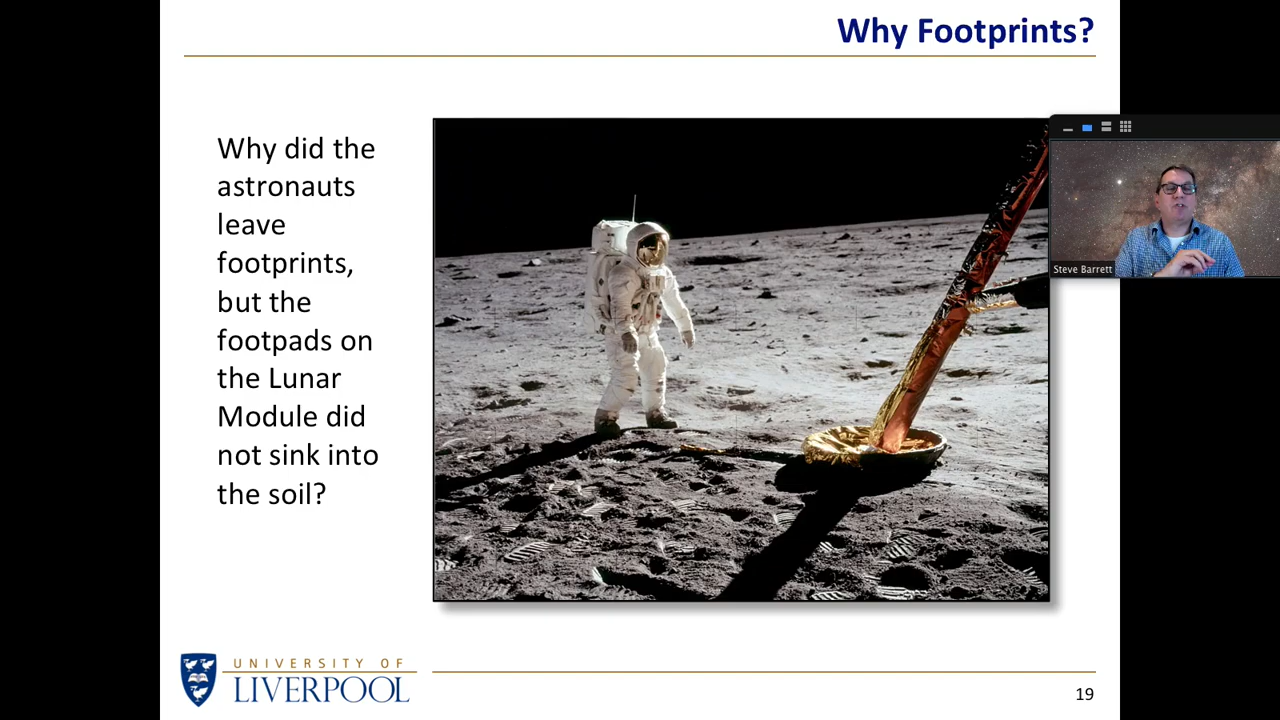 Why Footprints?
Why did the
astronauts
leave
footprints,
but the
footpads on
the Lunar
Module did
not sink into
the soil?
Steve Barrett
UNIVERSITY OF
LIVERPOOL
19